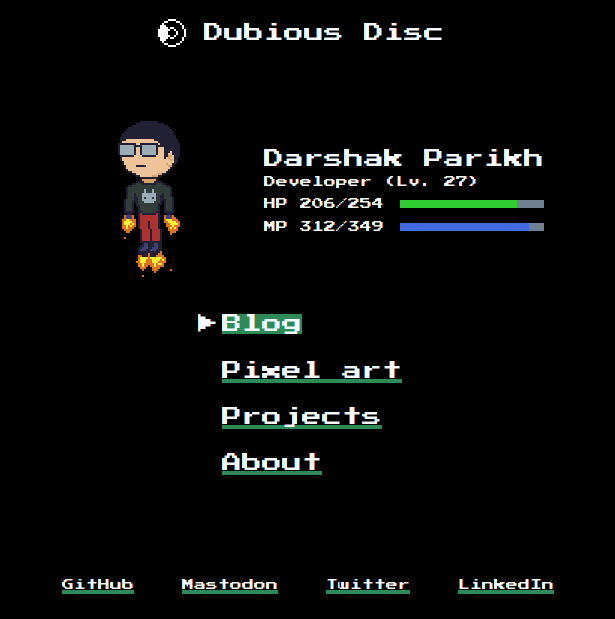 Dubious Disc
Darshak Parikh
Developer (Lv. 27)
HP 206/254
MP 312/349
Blog
Pixel art
Projects
About
GitHub Mastodon Twitter LinkedIn